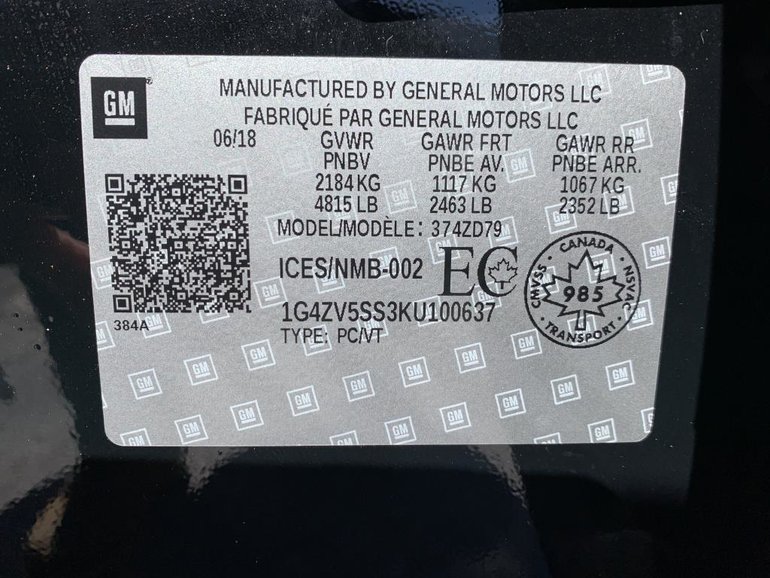 GM
MANUFACTURED BY GENERAL MOTORS LLC
FABRIQUÉ PAR GENERAL MOTORS LLC
06/18 GVWR GAWR FRT GAWR RR
PNBV PNBE AV. PNBE ARR.
2184 KG 1117 KG 1067 KG
4815 LB 2463 LB 2352 LB
MODEL/MODÈLE: 374ZD79
ICES/NMB-002 EC
CANADA
CMVSS 985 NSVAC
TRANSPORT
1G4ZV5SS3KU100637
384A
TYPE: PC/VT